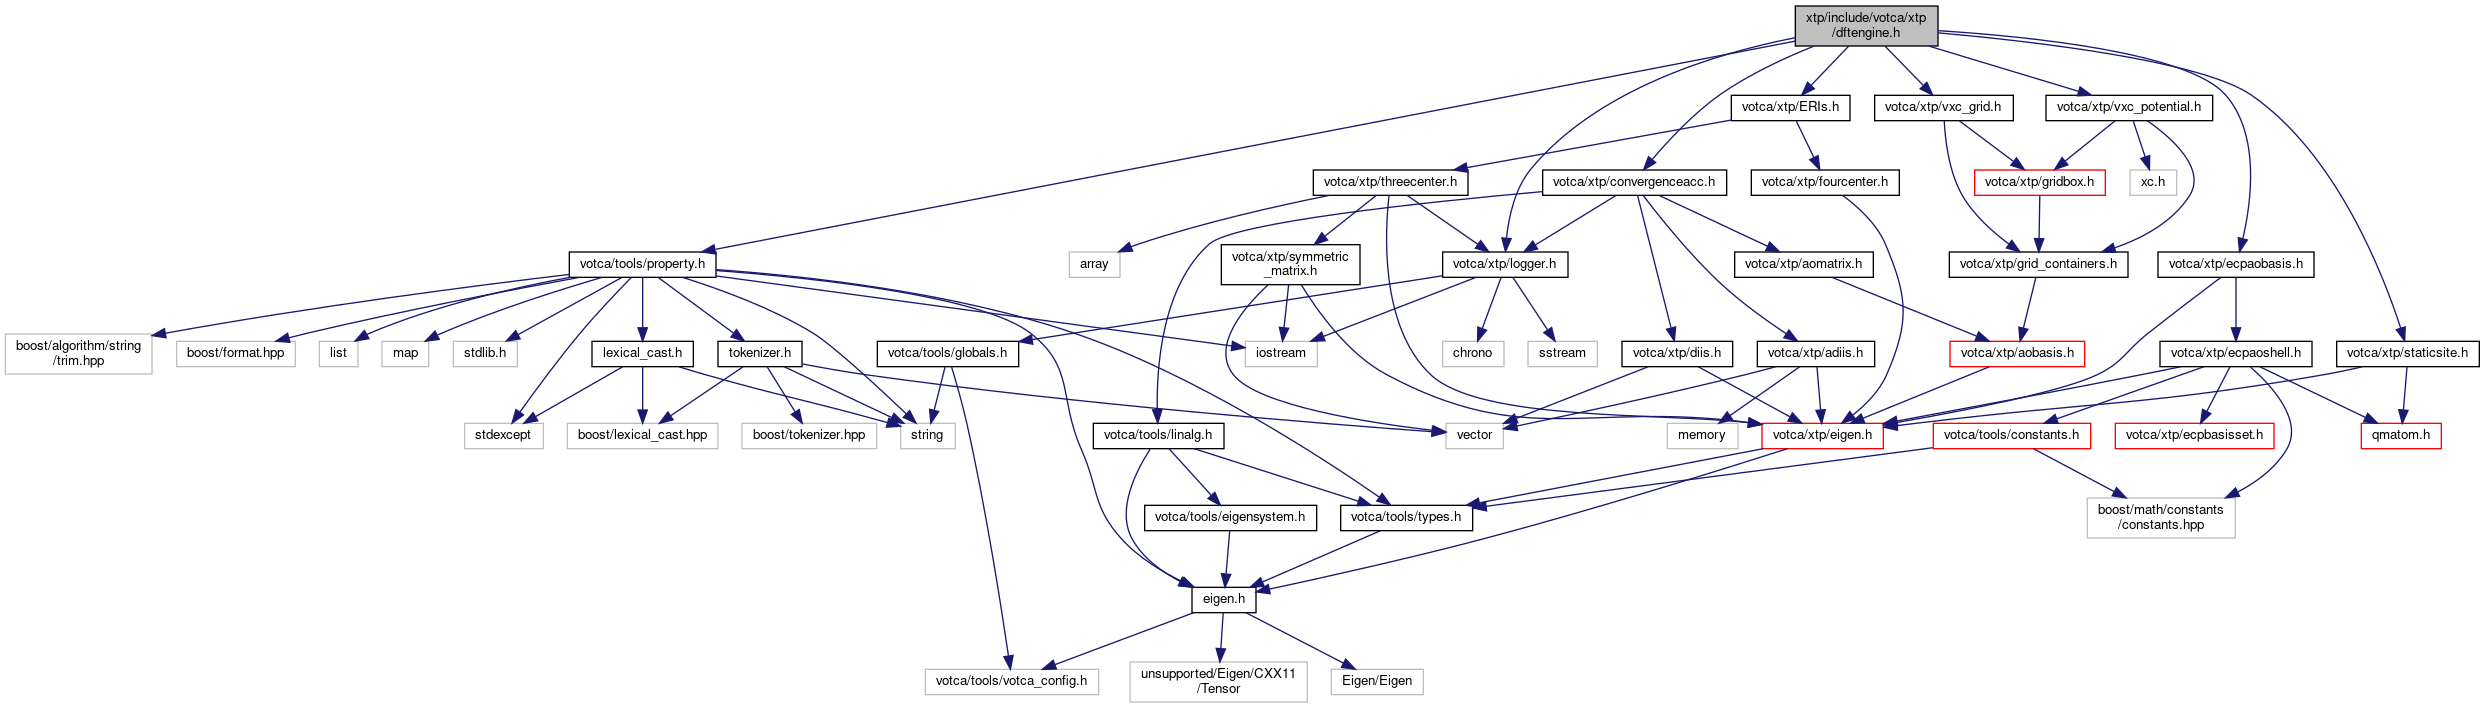 xtp/include/votca/xtp
/dftengine.h
votca/xtp/ERIs.h
votca/xtp/vxc_grid.h
votca/xtp/vxc_potential.h
votca/xtp/threecenter.h
votca/xtp/convergenceacc.h
votca/xtp/fourcenter.h
votca/xtp/gridbox.h
xc.h
votca/tools/property.h
array
votca/xtp/symmetric
_matrix.h
votca/xtp/logger.h
votca/xtp/aomatrix.h
votca/xtp/grid_containers.h
votca/xtp/ecpaobasis.h
boost/algorithm/string
/trim.hpp
boost/format.hpp
list
map
stdlib.h
lexical_cast.h
tokenizer.h
votca/tools/globals.h
iostream
chrono
sstream
votca/xtp/diis.h
votca/xtp/adiis.h
votca/xtp/aobasis.h
votca/xtp/ecpaoshell.h
votca/xtp/staticsite.h
stdexcept
boost/lexical_cast.hpp
boost/tokenizer.hpp
string
votca/tools/linalg.h
vector
memory
votca/xtp/eigen.h
votca/tools/constants.h
votca/xtp/ecpbasisset.h
qmatom.h
votca/tools/eigensystem.h
votca/tools/types.h
boost/math/constants
/constants.hpp
eigen.h
votca/tools/votca_config.h
unsupported/Eigen/CXX11
/Tensor
Eigen/Eigen